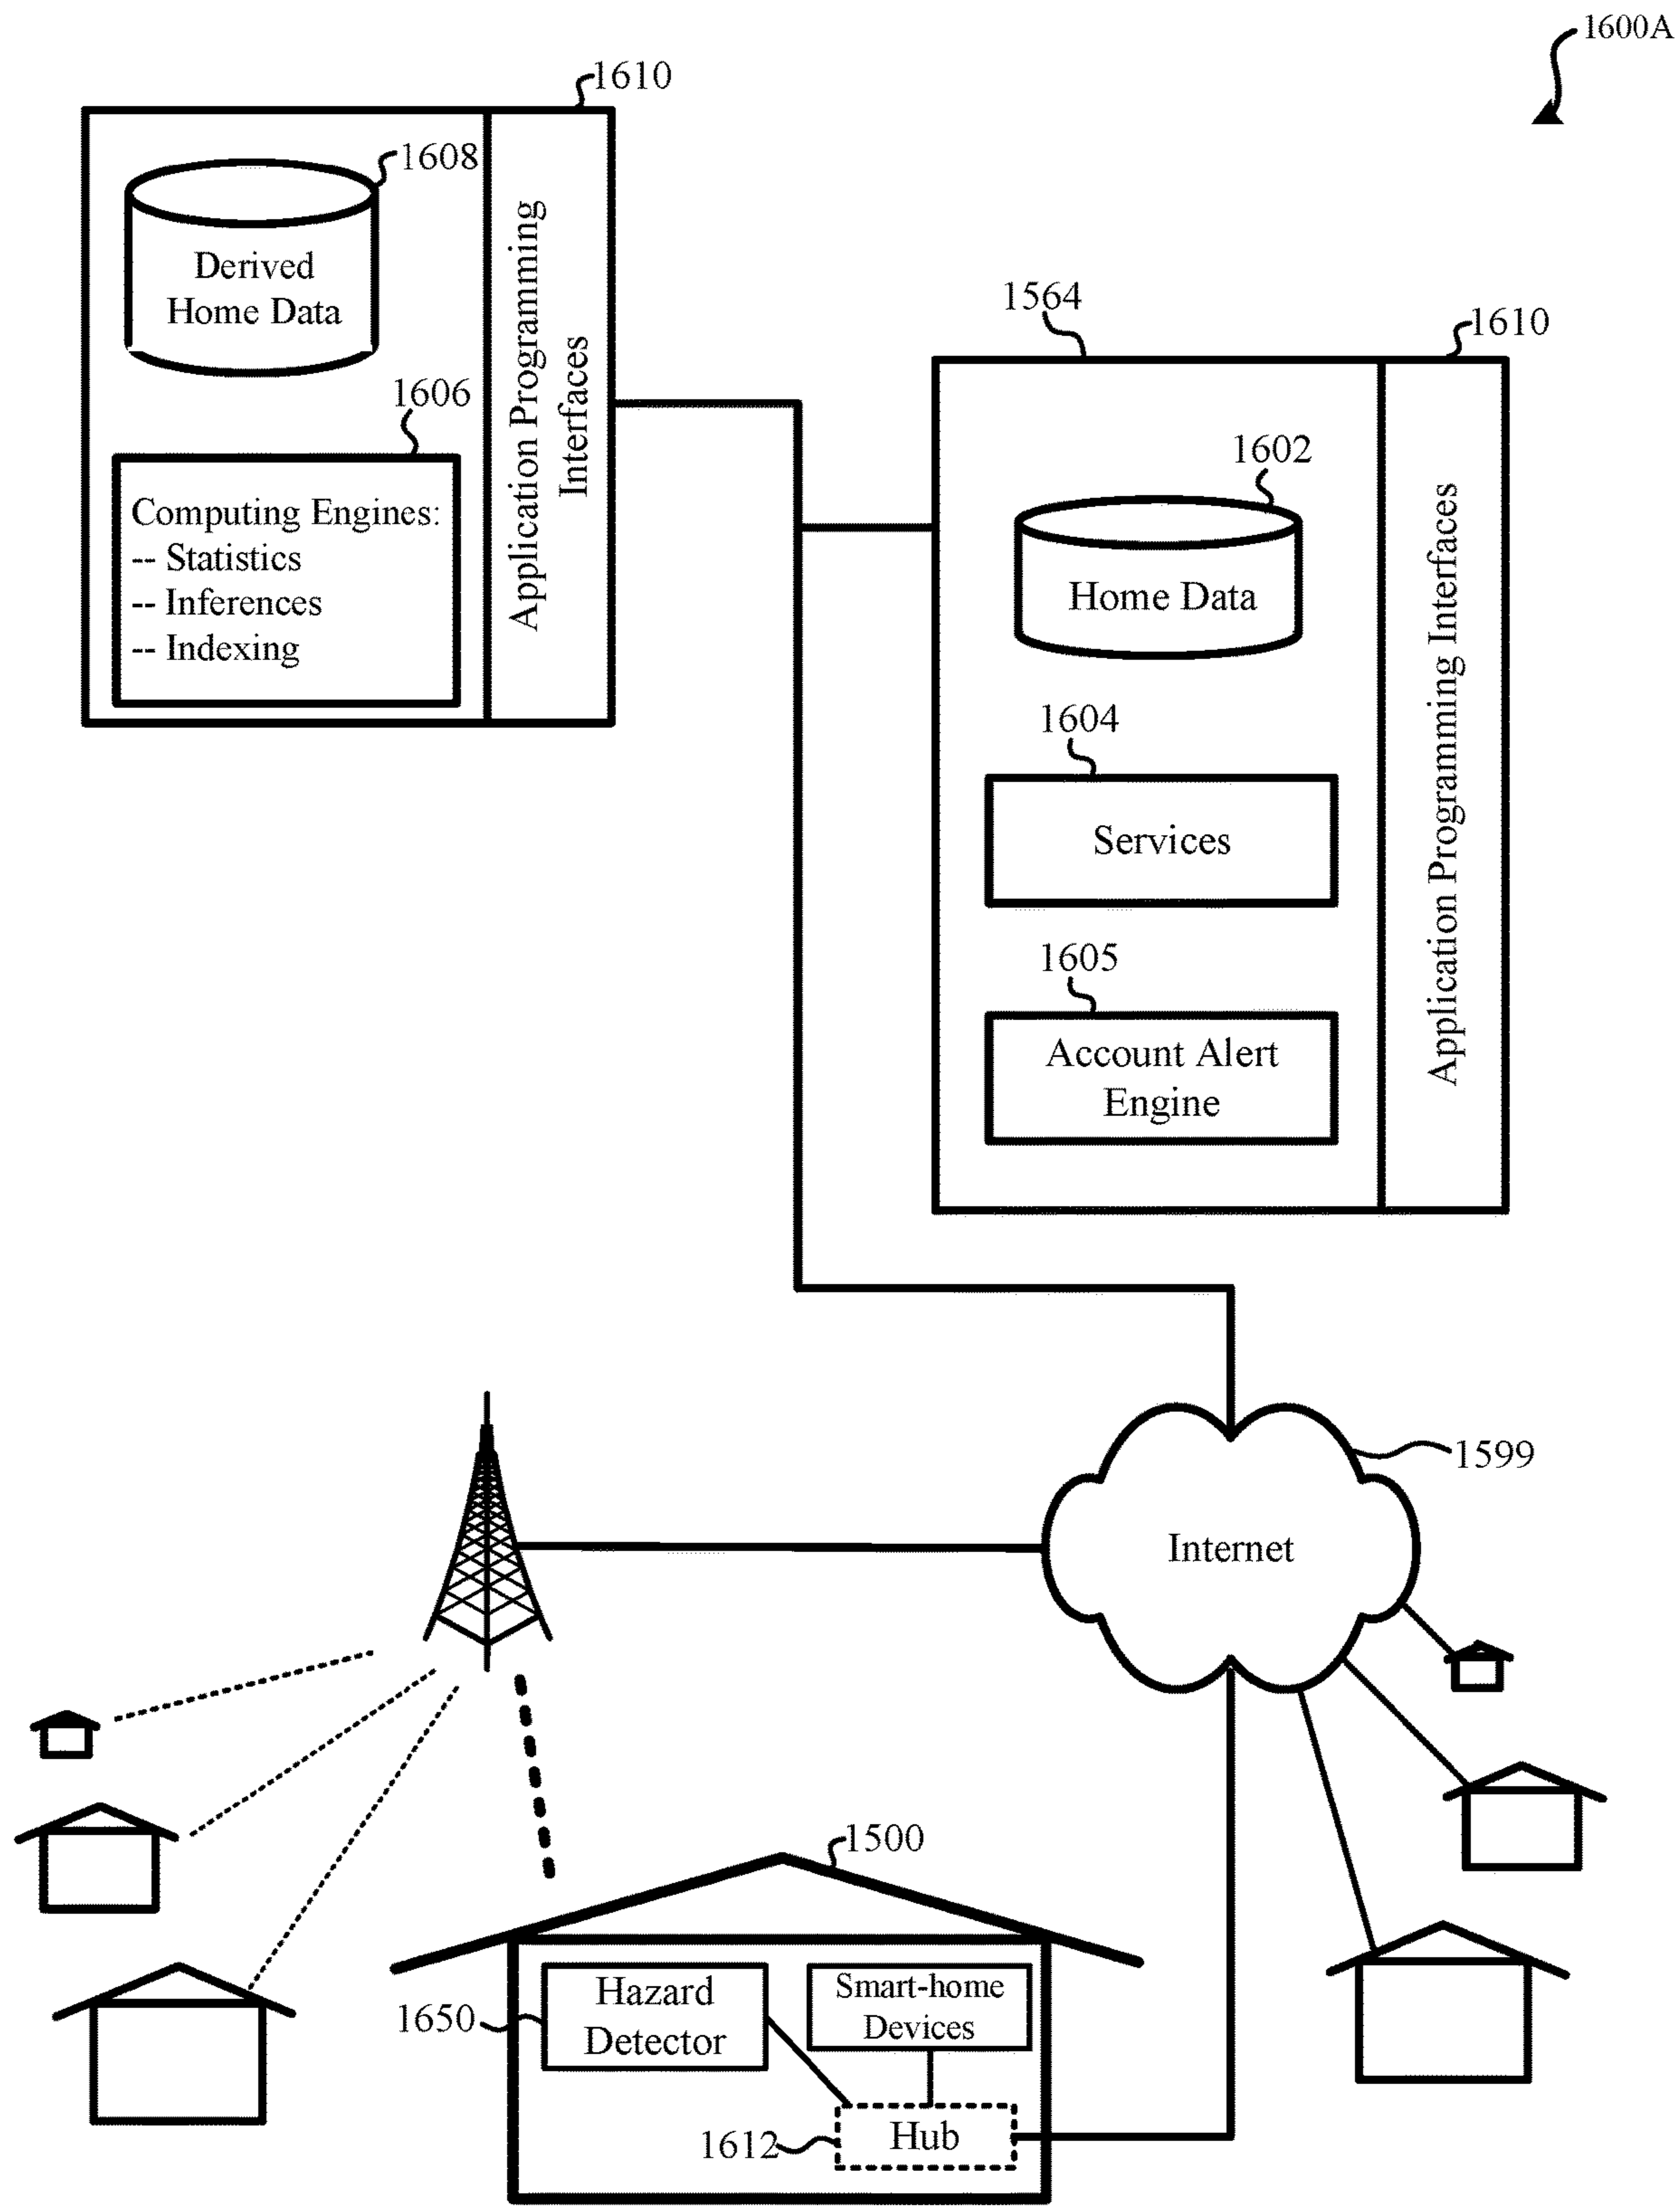 1600A
1610
1608
Derived
Home Data
1606
Computing Engines:
-- Statistics
-- Inferences
-- Indexing
Application Programming
Interfaces
1564
1610
1602
Home Data
1604
Services
1605
Account Alert
Engine
Application Programming Interfaces
1599
Internet
1500
Hazard
Detector
1650
Smart-home
Devices
1612
Hub